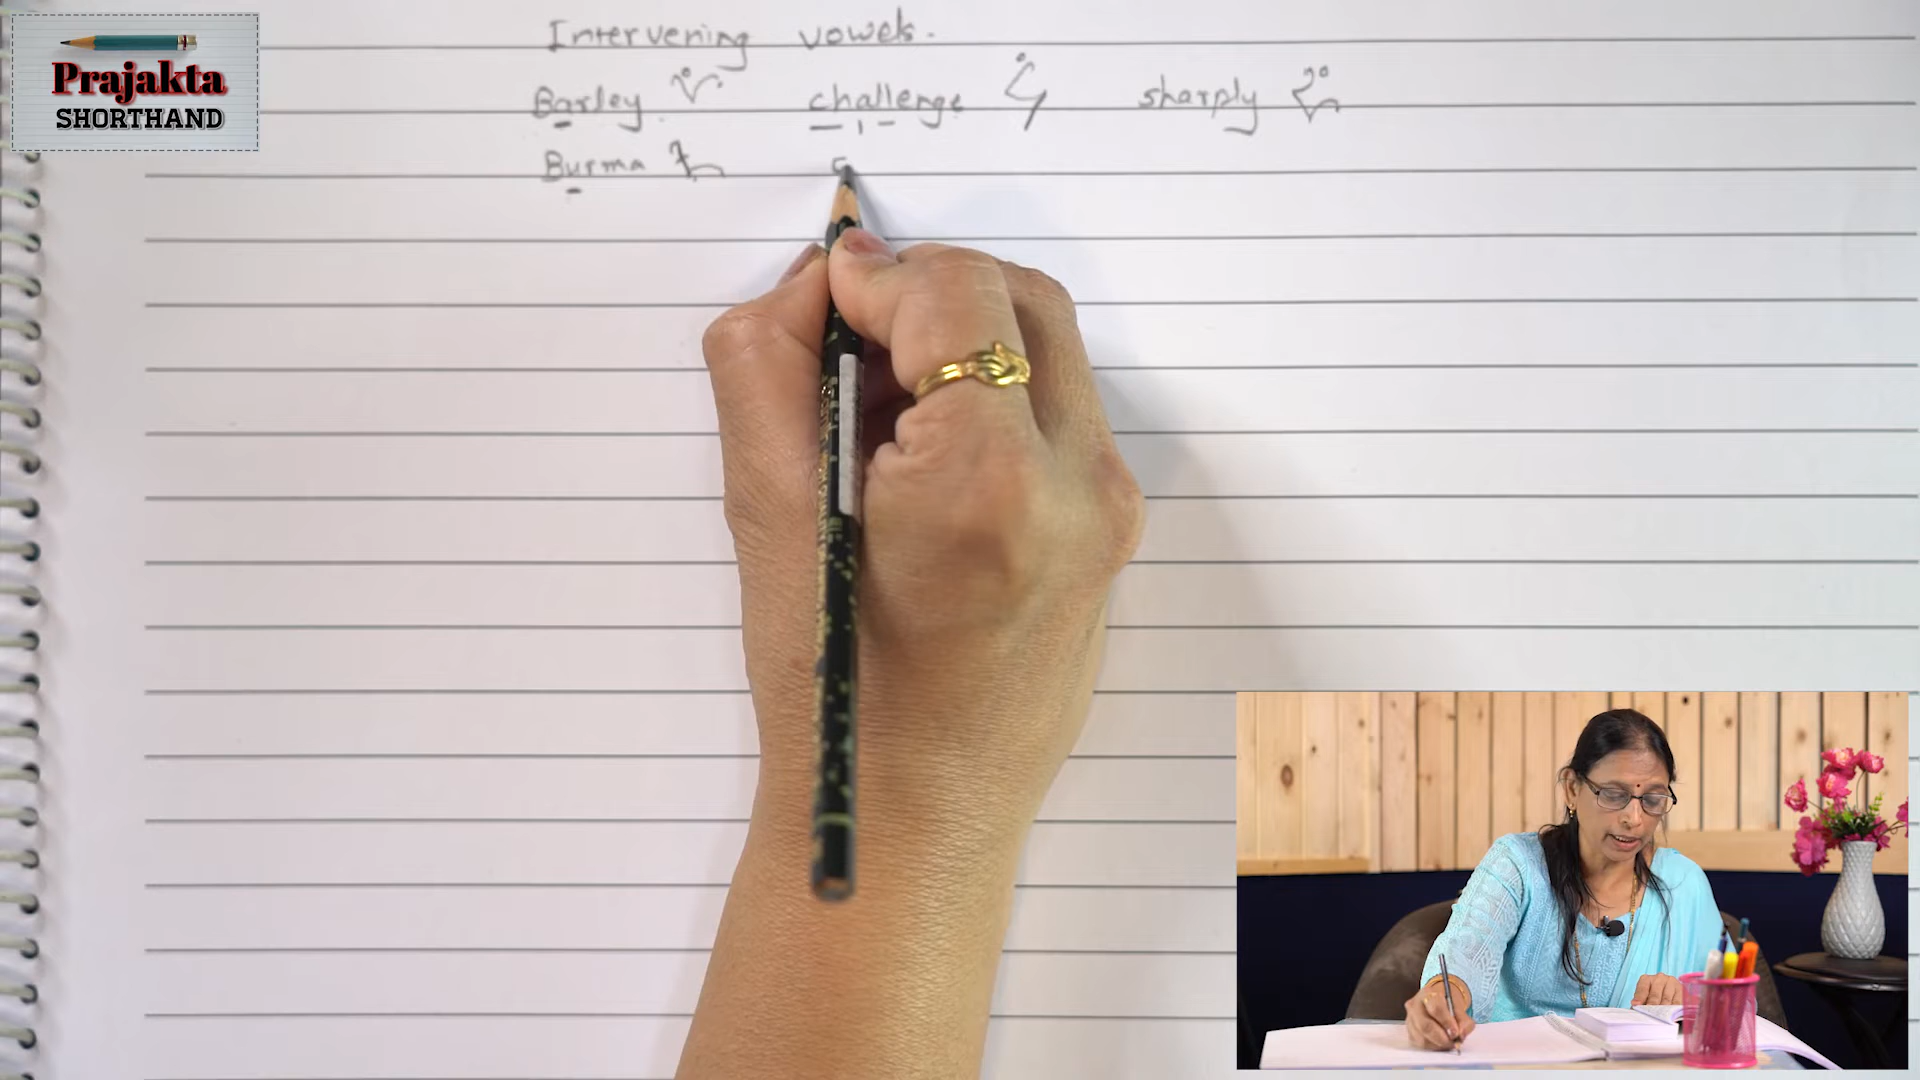 Prajakta
SHORTHAND
Intervening vowels.
Barley challenge sharply
Burma